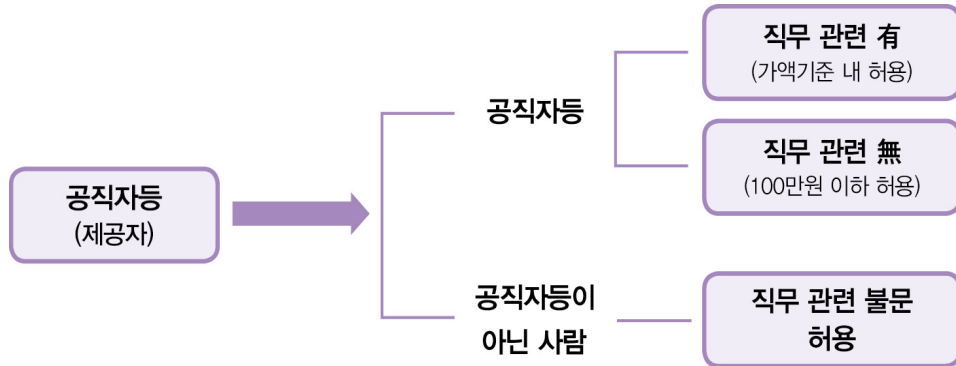 공직자등
(제공자)
공직자등
직무 관련 有
(가액기준 내 허용)
직무 관련 無
(100만원 이하 허용)
공직자등이
아닌 사람
직무 관련 불문
허용